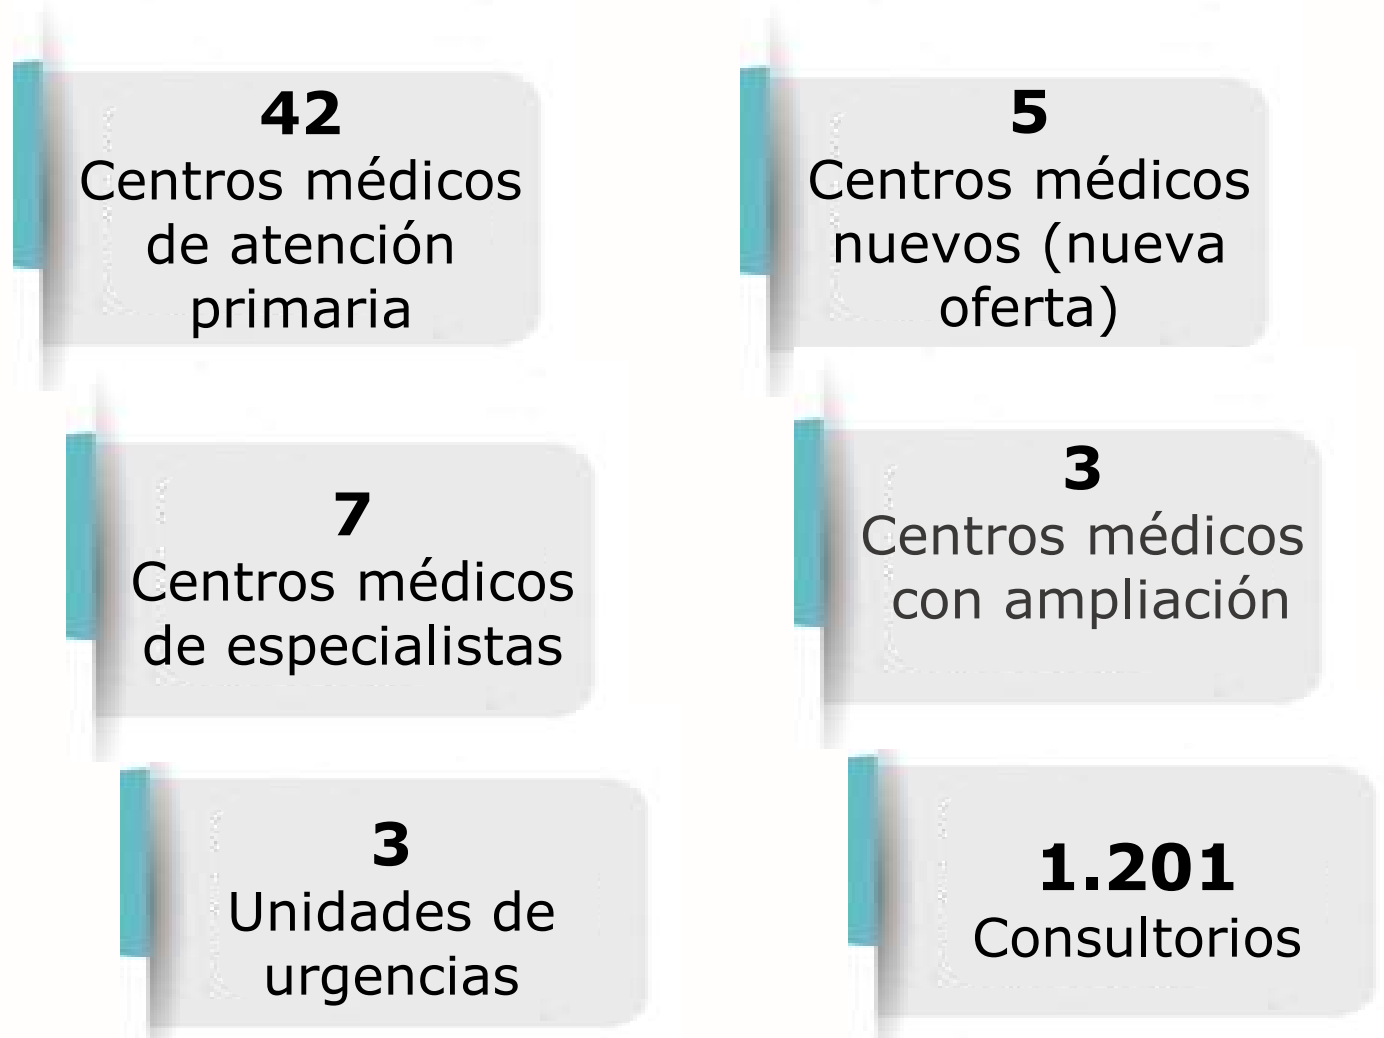 42
Centros médicos
de atención
primaria
5
Centros médicos
nuevos (nueva
oferta)
7
Centros médicos
de especialistas
3
Centros médicos
con ampliación
3
Unidades de
urgencias
1.201
Consultorios